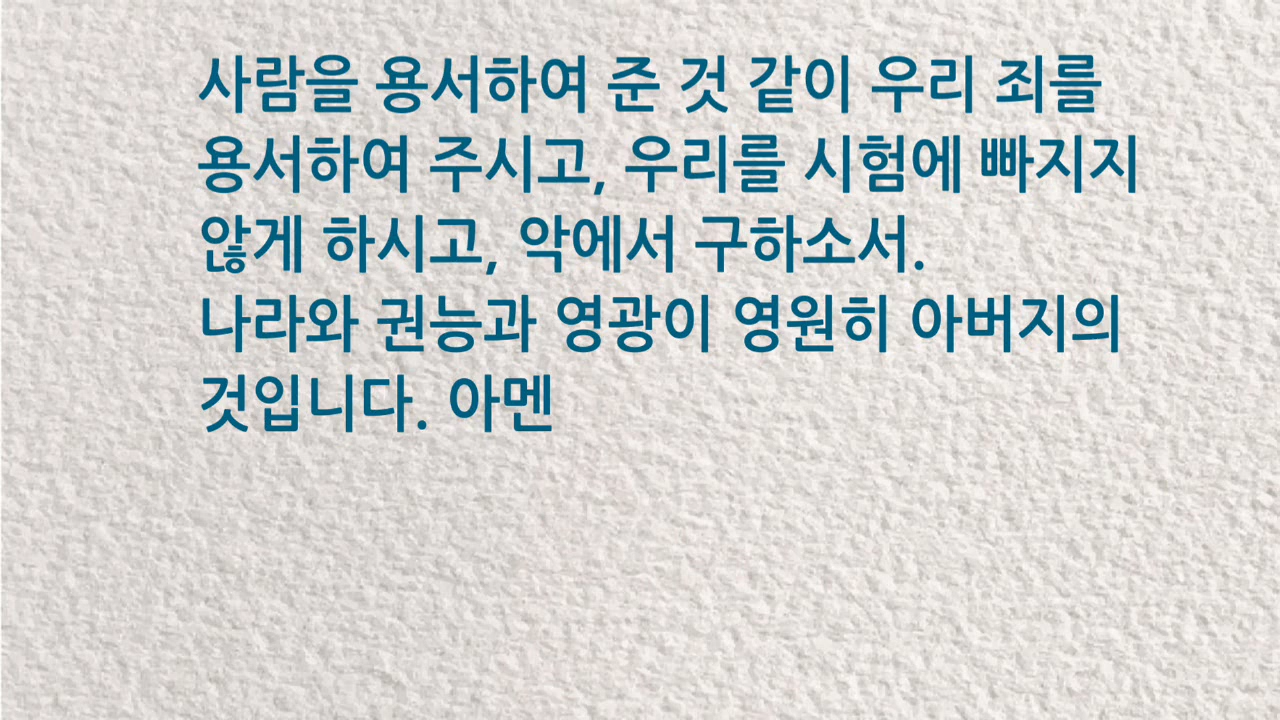 사람을 용서하여 준 것 같이 우리 죄를
용서하여 주시고, 우리를 시험에 빠지지
않게 하시고, 악에서 구하소서.
나라와 권능과 영광이 영원히 아버지의
것입니다. 아멘